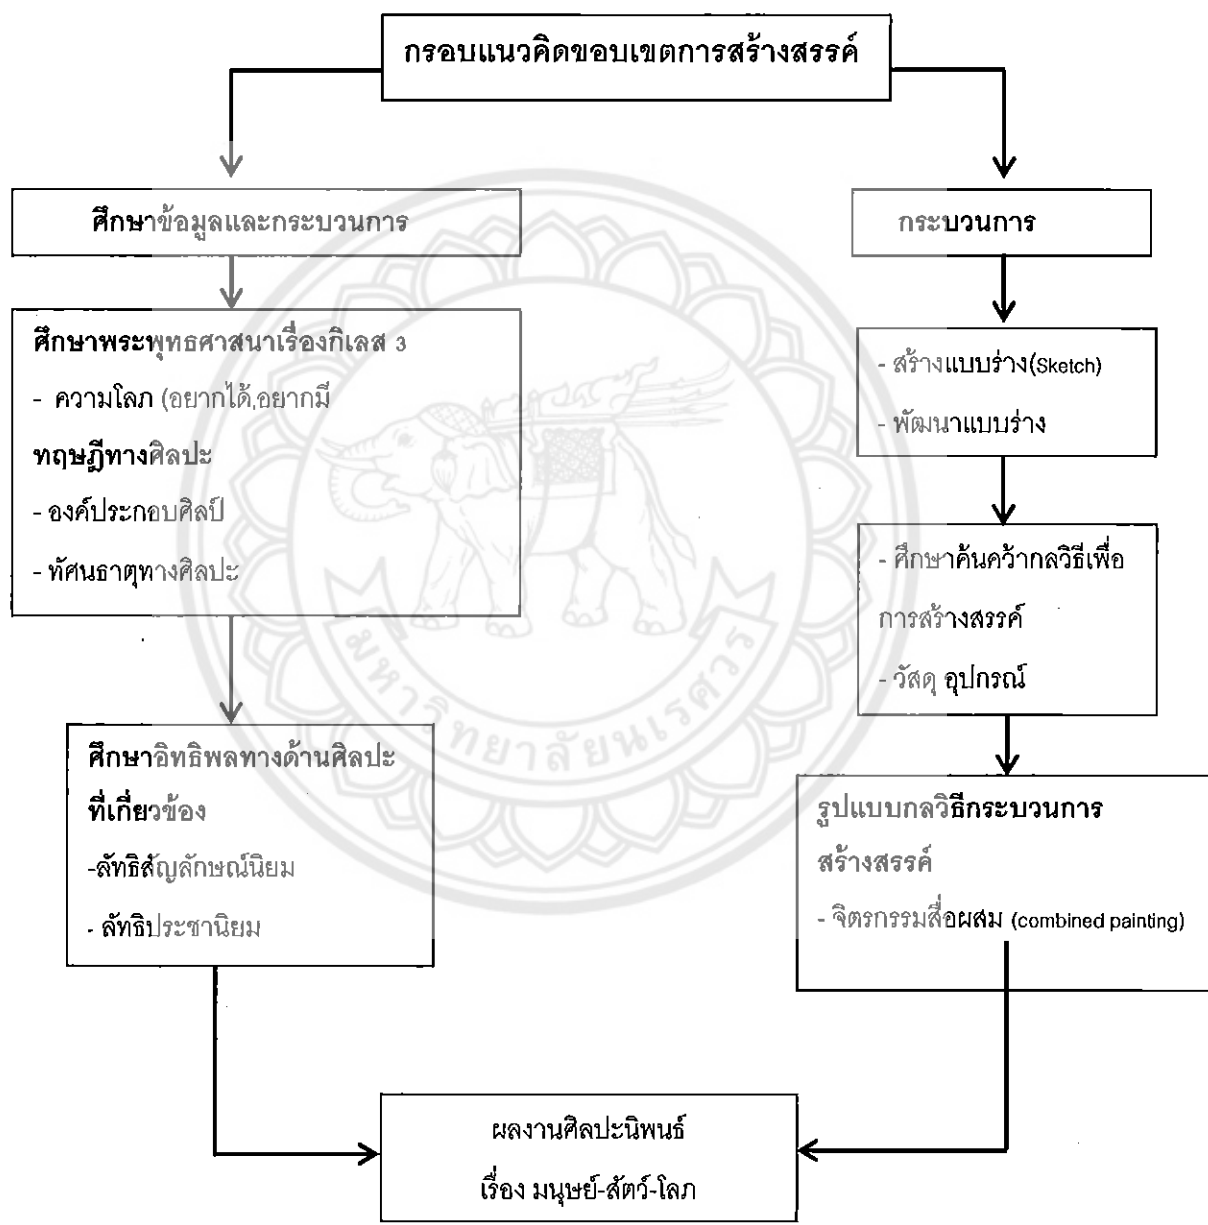 กรอบแนวคิดขอบเขตการสร้างสรรค์
ศึกษาข้อมูลและกระบวนการ
ศึกษาพระพุทธศาสนาเรื่องกิเลส 3
- ความโลภ (อยากได้,อยากมี
ทฤษฎีทางศิลปะ
- องค์ประกอบศิลป์
- ทัศนธาตุทางศิลปะ
ศึกษาอิทธิพลทางด้านศิลปะ
ที่เกี่ยวข้อง
-ลัทธิสัญลักษณ์นิยม
- ลัทธิประชานิยม
กระบวนการ
- สร้างแบบร่าง(Sketch)
- พัฒนาแบบร่าง
- ศึกษาค้นคว้ากลวิธีเพื่อ
การสร้างสรรค์
- วัสดุ อุปกรณ์
รูปแบบกลวิธีกระบวนการ
สร้างสรรค์
- จิตรกรรมสื่อผสม (combined painting)
ผลงานศิลปะนิพนธ์
เรื่อง มนุษย์-สัตว์-โลภ
มหาวิทยาลัยนเรศวร